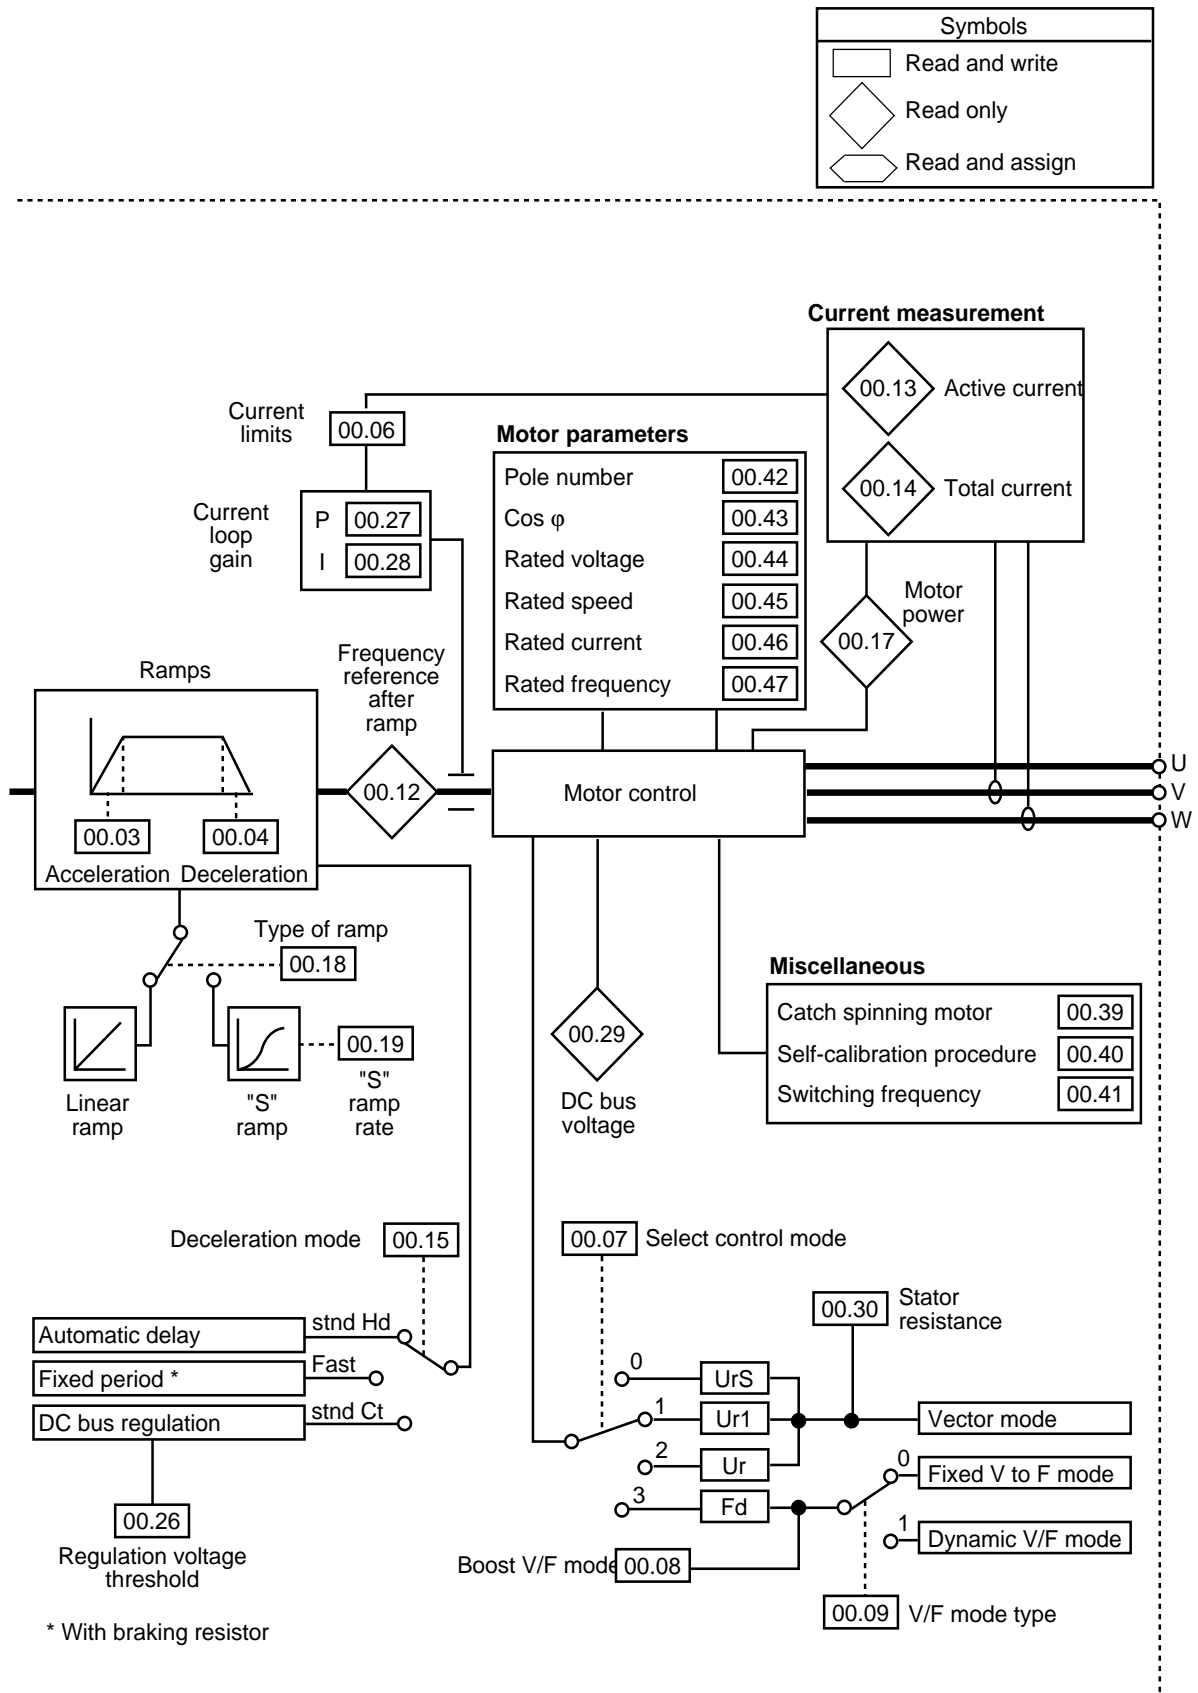 Symbols
Read and write
Read only
Read and assign
Current measurement
00.13 Active current
00.14 Total current
Current
limits
00.06
Motor parameters
Pole number 00.42
Cos φ 00.43
Rated voltage 00.44
Rated speed 00.45
Rated current 00.46
Rated frequency 00.47
Current
loop
gain
P 00.27
I 00.28
Motor
power
00.17
Frequency
reference
after
ramp
00.12
Ramps
00.03 00.04
Acceleration Deceleration
Motor control
U
V
W
Type of ramp
00.18
Linear
ramp
"S"
ramp
00.19
"S"
ramp
rate
00.29
DC bus
voltage
Miscellaneous
Catch spinning motor 00.39
Self-calibration procedure 00.40
Switching frequency 00.41
Deceleration mode 00.15
Automatic delay stnd Hd
Fixed period * Fast
DC bus regulation stnd Ct
00.26
Regulation voltage
threshold
* With braking resistor
00.07 Select control mode
00.30 Stator
resistance
0 UrS
1 Ur1 Vector mode
2 Ur
3 Fd
0 Fixed V to F mode
1 Dynamic V/F mode
Boost V/F mode 00.08
00.09 V/F mode type